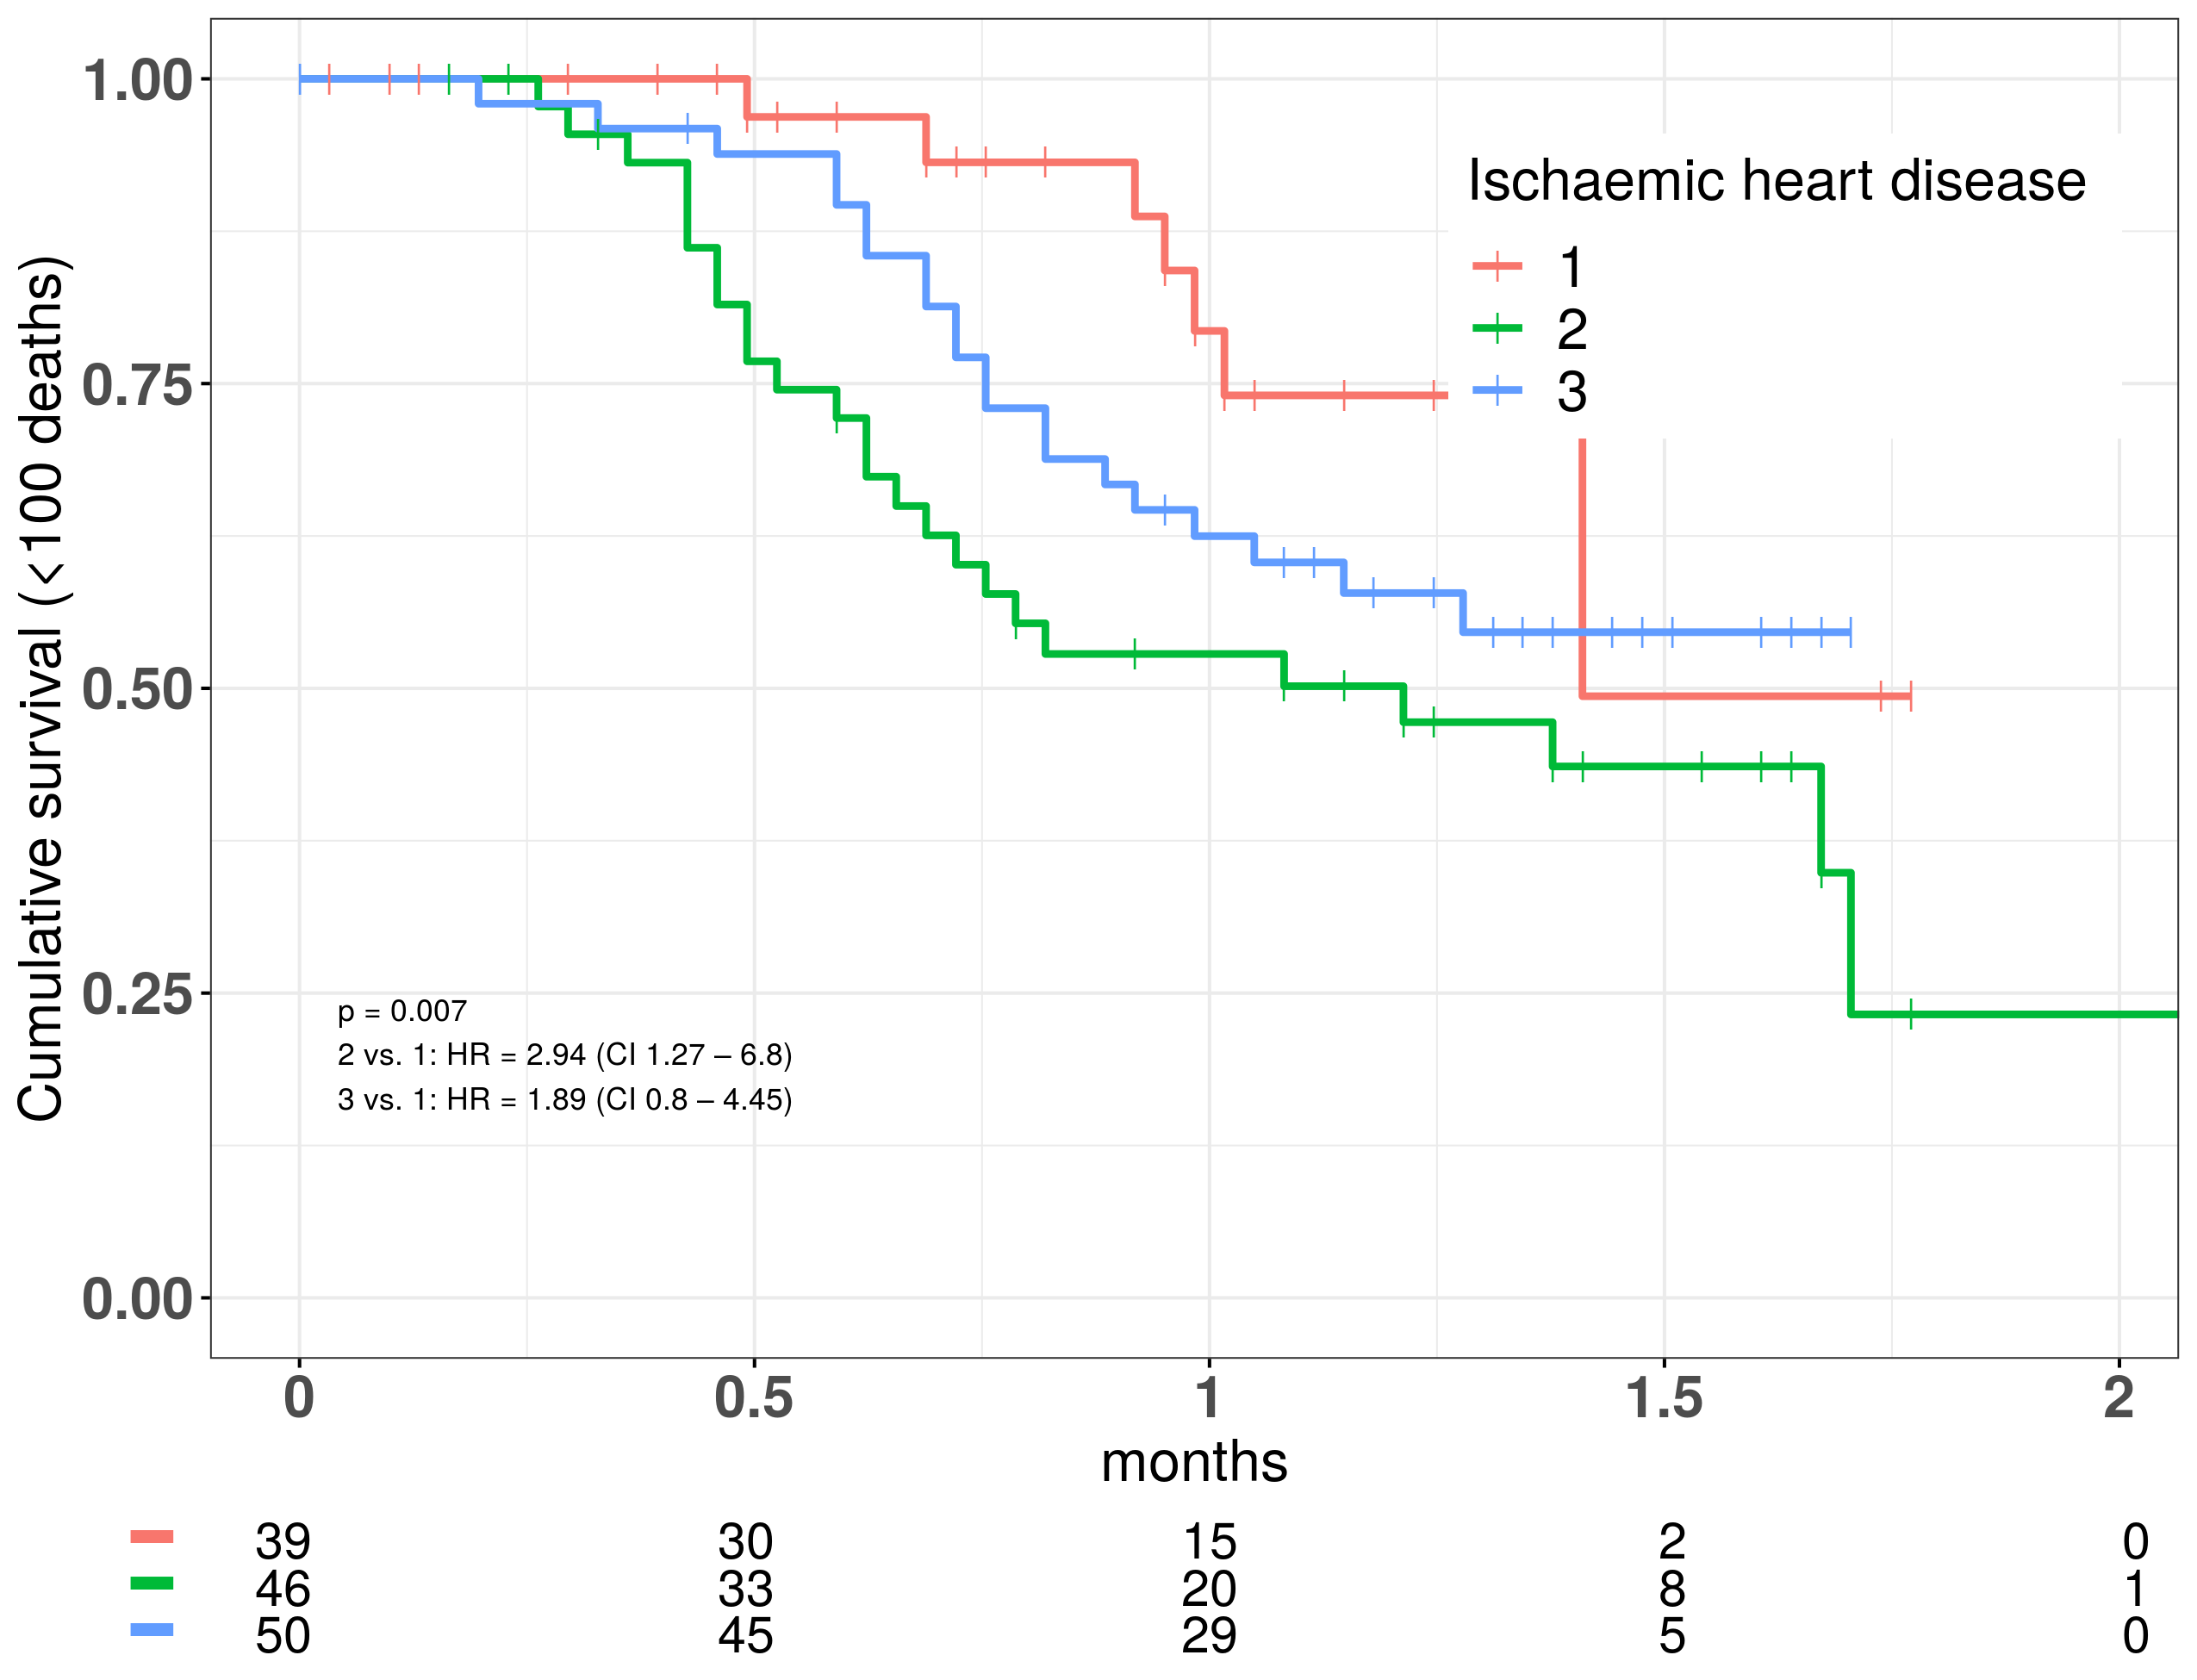 Cumulative survival (<100 deaths)
1.00
0.75
0.50
0.25
0.00
Ischaemic heart disease
1
2
3
p = 0.007
2 vs. 1: HR = 2.94 (CI 1.27 – 6.8)
3 vs. 1: HR = 1.89 (CI 0.8 – 4.45)
0 0.5 1 1.5 2
months
39 30 15 2 0
46 33 20 8 1
50 45 29 5 0